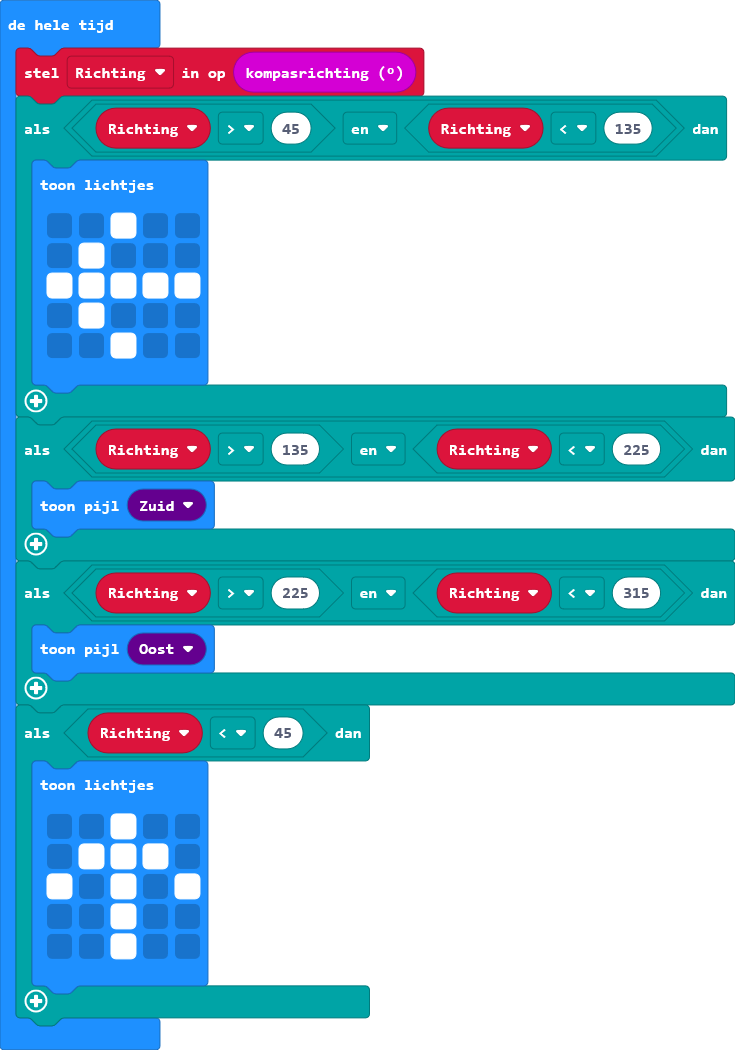 de hele tijd
stel Richting in op kompasrichting (º)
als Richting > 45 en Richting < 135 dan
toon lichtjes
als Richting > 135 en Richting < 225 dan
toon pijl Zuid
als Richting > 225 en Richting < 315 dan
toon pijl Oost
als Richting < 45 dan
toon lichtjes